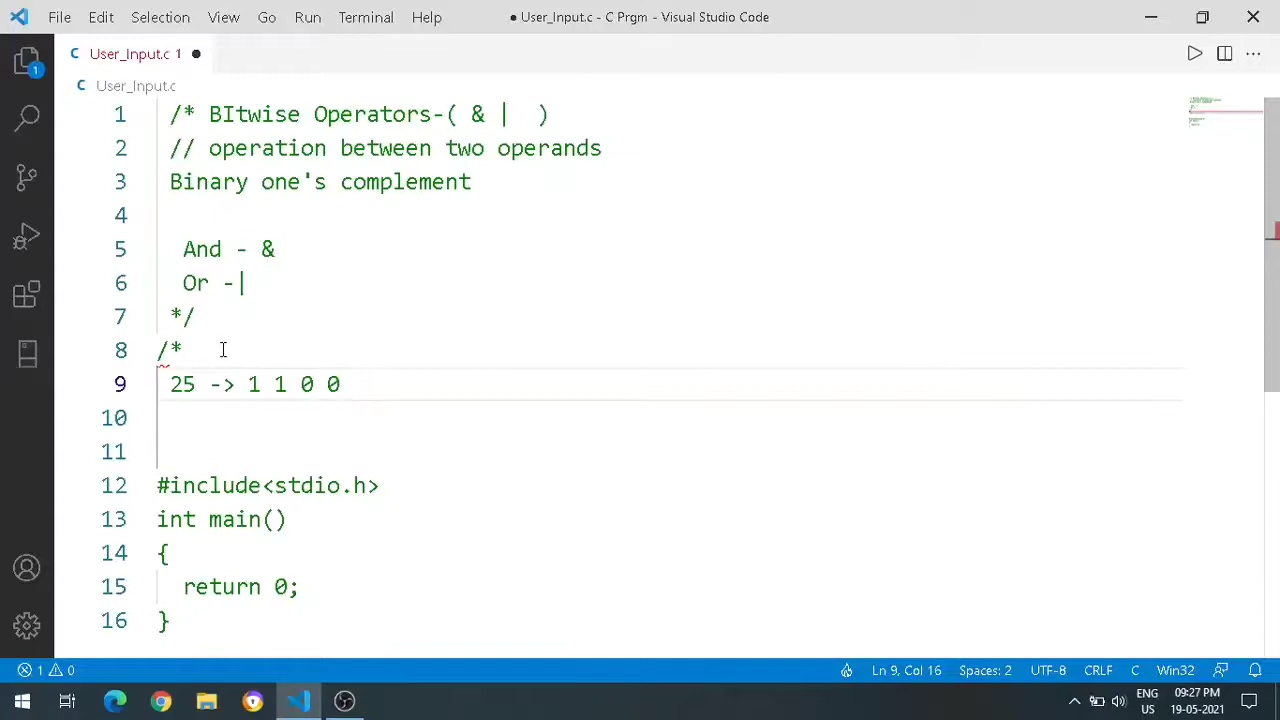 File Edit Selection View Go Run Terminal Help ● User_Input.c - C Prgm - Visual Studio Code
C User_Input.c 1 ●
C User_Input.c
1 /* BItwise Operators-( & | )
2 // operation between two operands
3 Binary one's complement
4
5 And - &
6 Or -|
7 */
8 /*
9 25 -> 1 1 0 0
10
11
12 #include<stdio.h>
13 int main()
14 {
15 return 0;
16 }
1
1 0 Ln 9, Col 16 Spaces: 2 UTF-8 CRLF C Win32
ENG
US
09:27 PM
19-05-2021